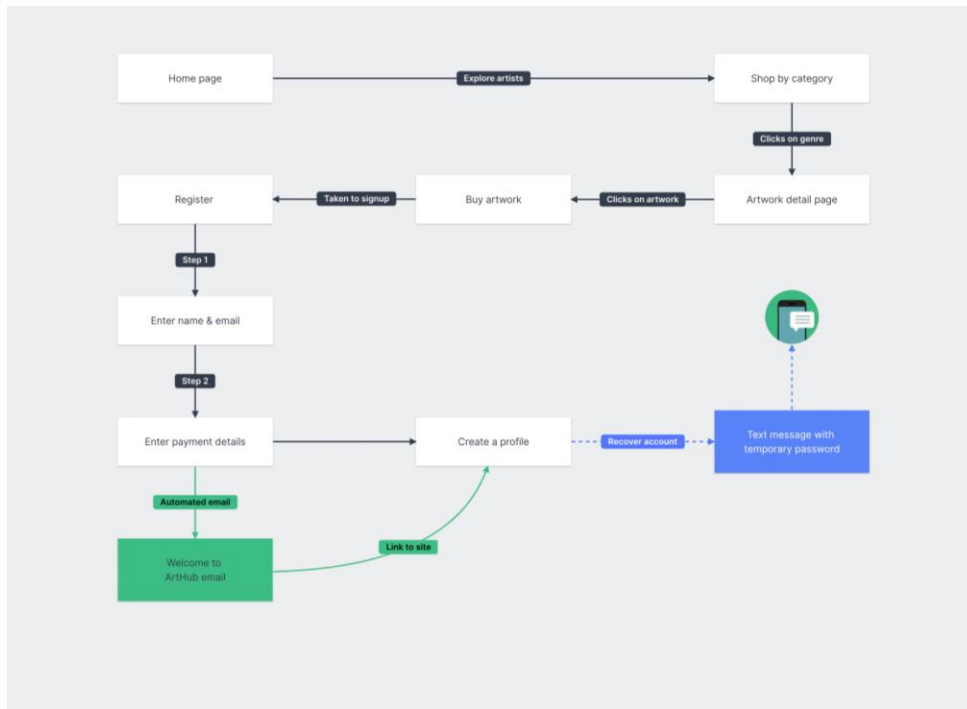 Home page
Explore artists
Shop by category
Clicks on genre
Register
Taken to signup
Buy artwork
Clicks on artwork
Artwork detail page
Step 1
Enter name & email
Step 2
Enter payment details
Create a profile
Recover account
Text message with
temporary password
Automated email
Link to site
Welcome to
ArtHub email